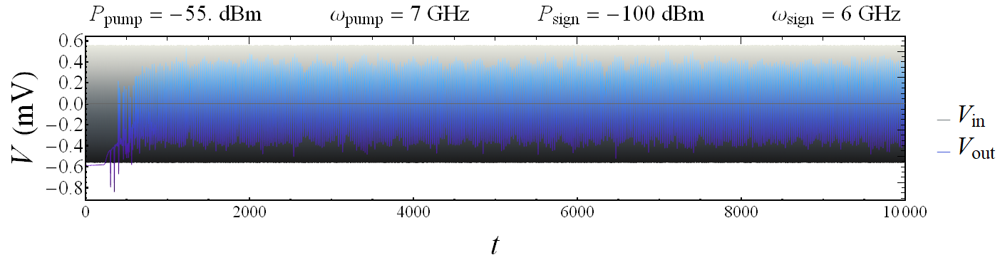 P_pump = −55. dBm ω_pump = 7 GHz P_sign = −100 dBm ω_sign = 6 GHz
0.6
0.4
0.2
0.0
−0.2
−0.4
−0.6
−0.8
V (mV)
V_in
V_out
0 2000 4000 6000 8000 10 000
t